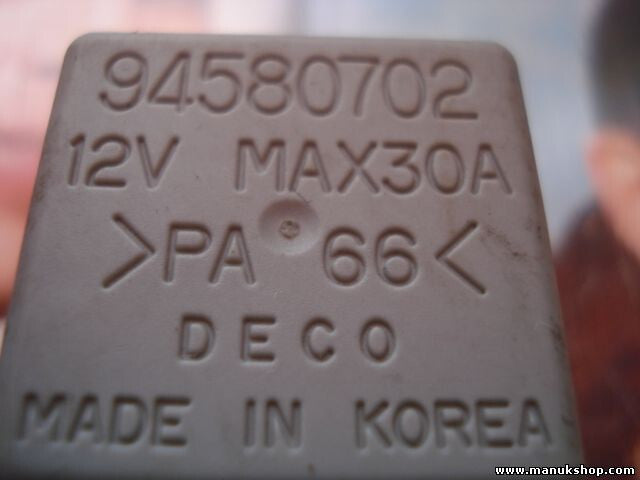 94580702
12V MAX30A
>PA 66<
DECO
MADE IN KOREA
www.manukshop.com